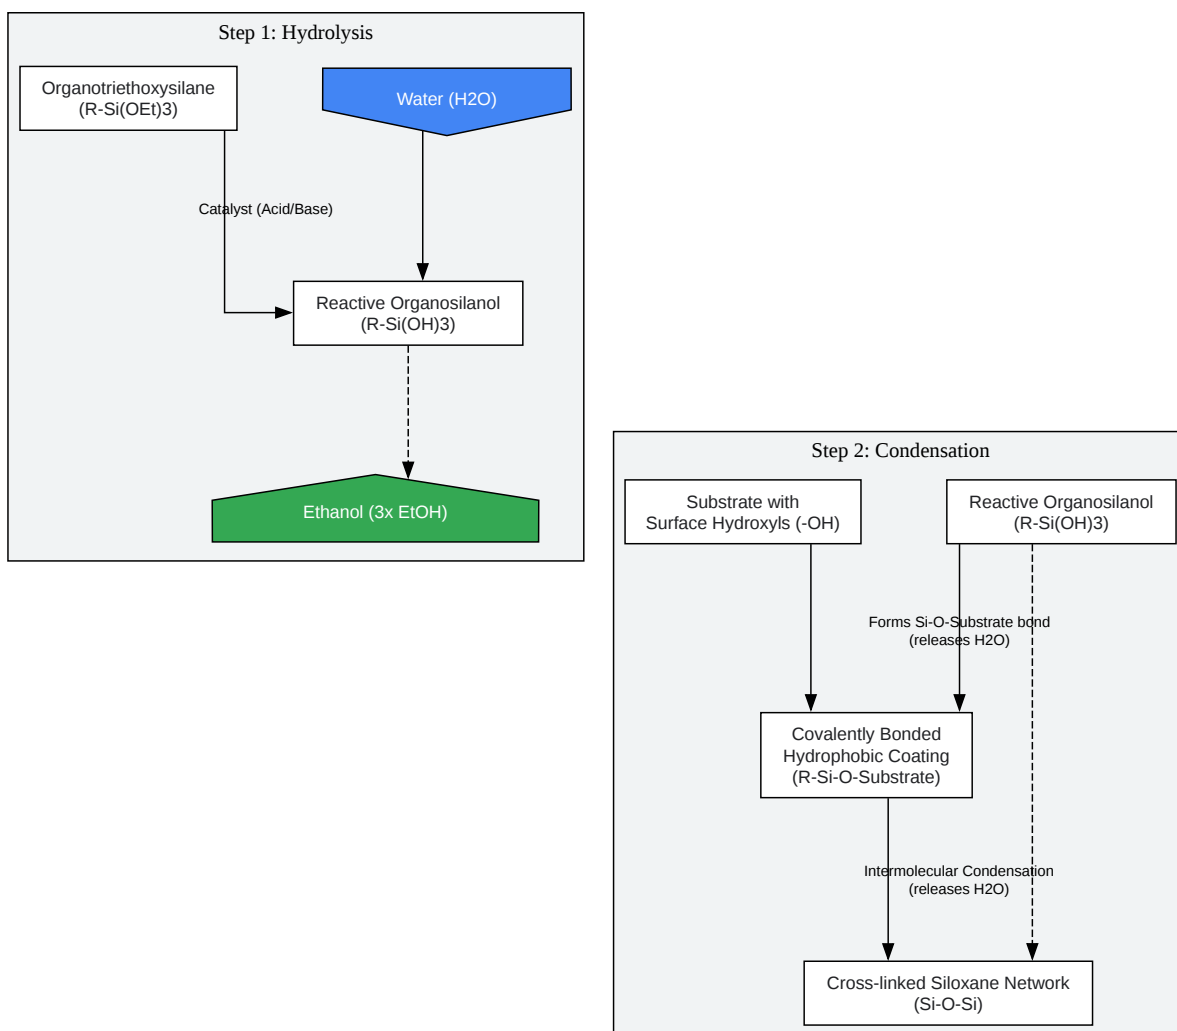 Step 1: Hydrolysis
Organotriethoxysilane
(R-Si(OEt)3)
Water (H2O)
Catalyst (Acid/Base)
Reactive Organosilanol
(R-Si(OH)3)
Ethanol (3x EtOH)
Step 2: Condensation
Substrate with
Surface Hydroxyls (-OH)
Reactive Organosilanol
(R-Si(OH)3)
Forms Si-O-Substrate bond
(releases H2O)
Covalently Bonded
Hydrophobic Coating
(R-Si-O-Substrate)
Intermolecular Condensation
(releases H2O)
Cross-linked Siloxane Network
(Si-O-Si)